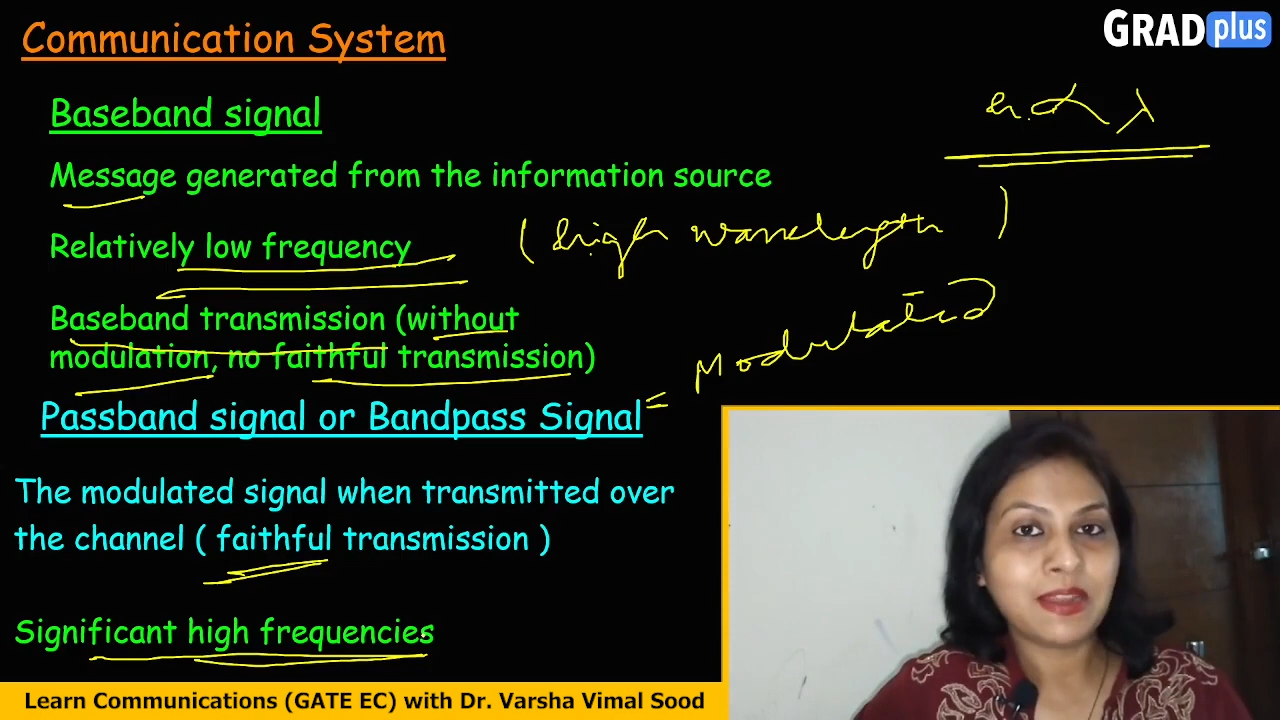 Communication System
GRADplus
h ∝ λ
Baseband signal
Message generated from the information source
Relatively low frequency
(high wavelength)
Baseband transmission (without
modulation, no faithful transmission)
Modulated
Passband signal or Bandpass Signal =
The modulated signal when transmitted over
the channel ( faithful transmission )
Significant high frequencies
Learn Communications (GATE EC) with Dr. Varsha Vimal Sood